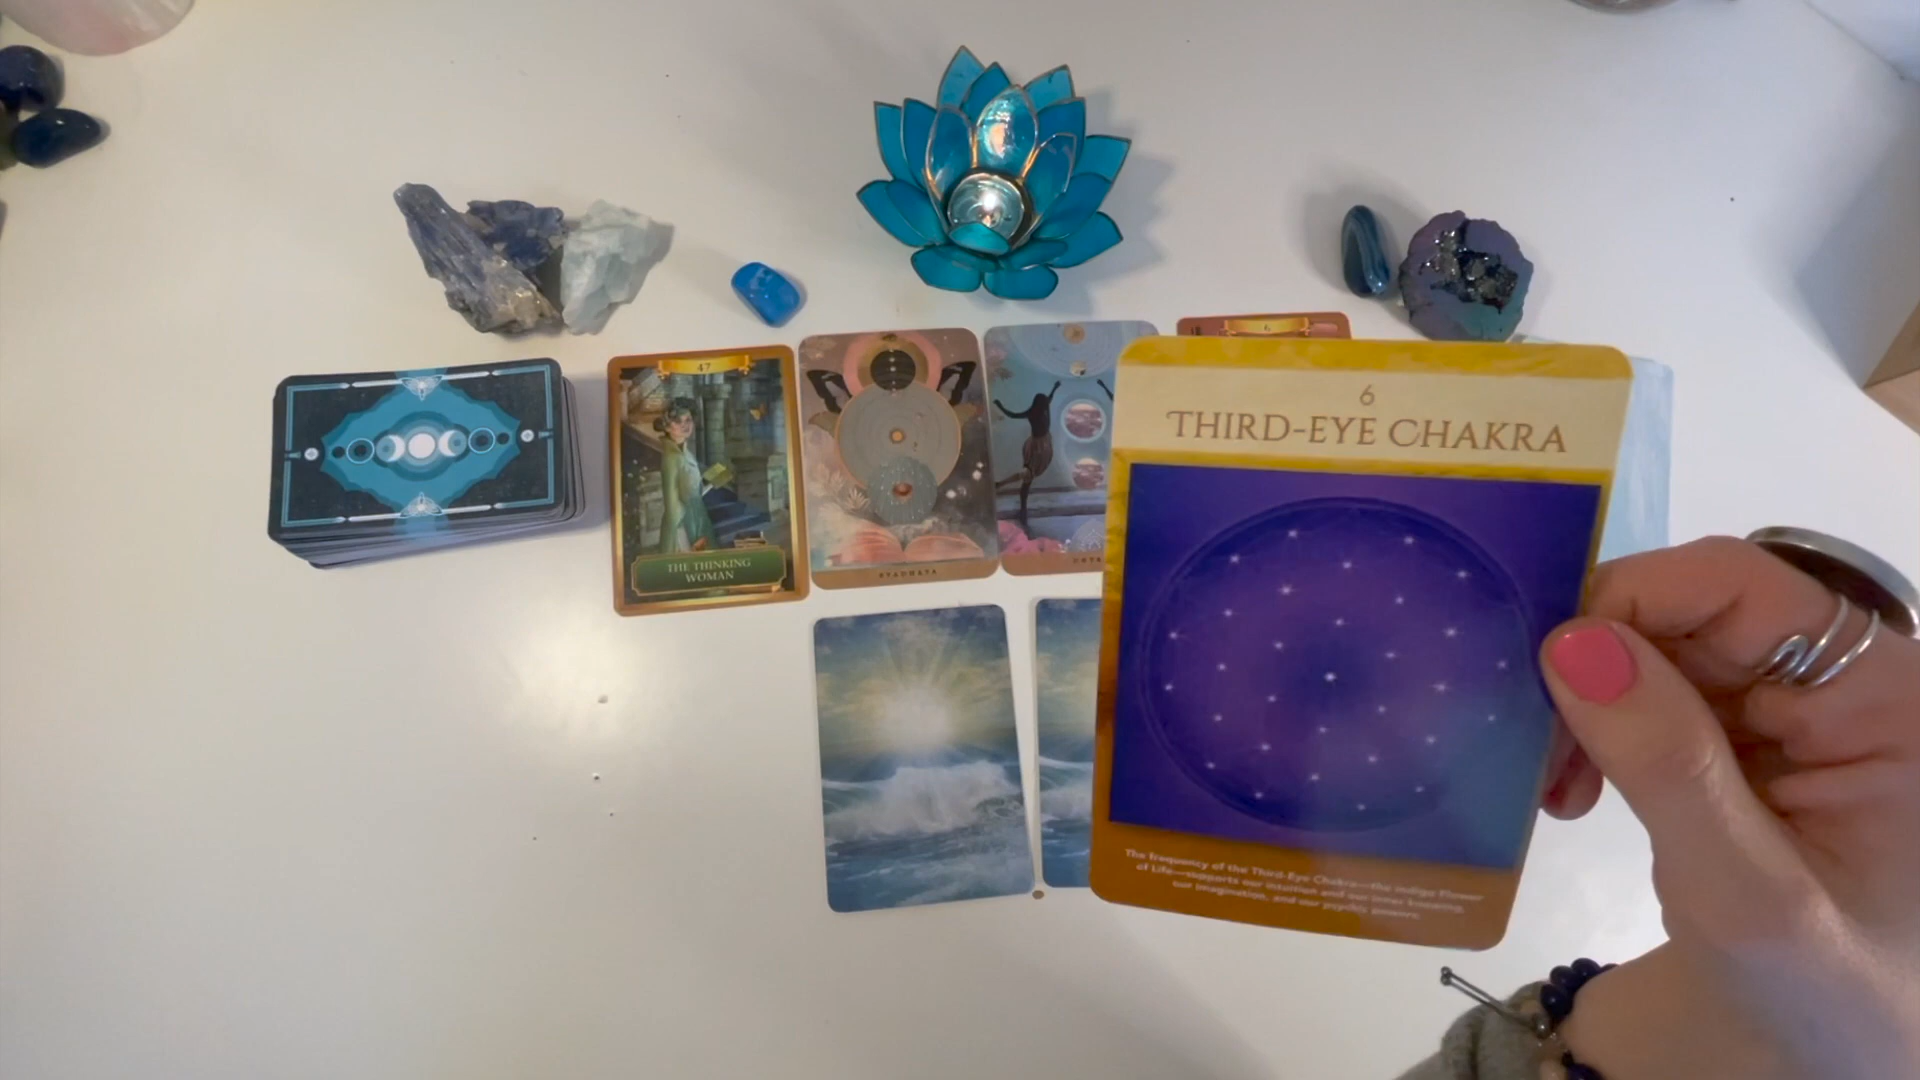 47
THE THINKING
WOMAN
6
6
THIRD-EYE CHAKRA
The frequency of the Third-Eye Chakra—the indigo Flower
of Life—supports our intuition and our inner knowing,
our imagination, and our psychic powers.